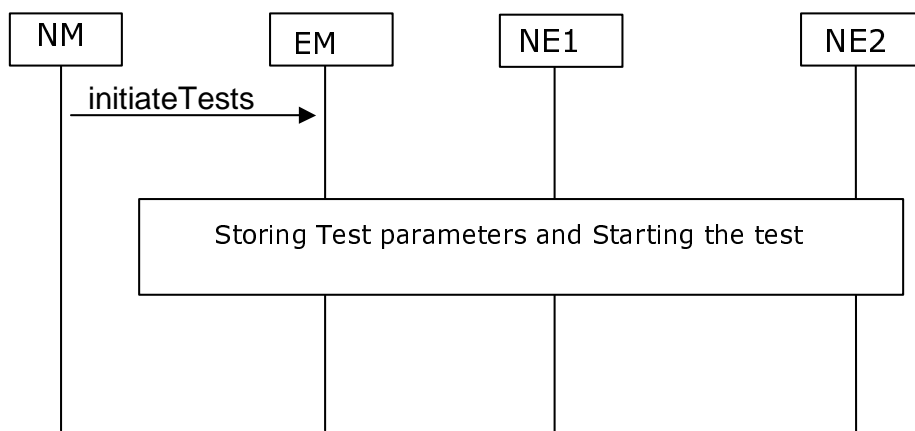 NM
EM
NE1
NE2
initiateTests
Storing Test parameters and Starting the test